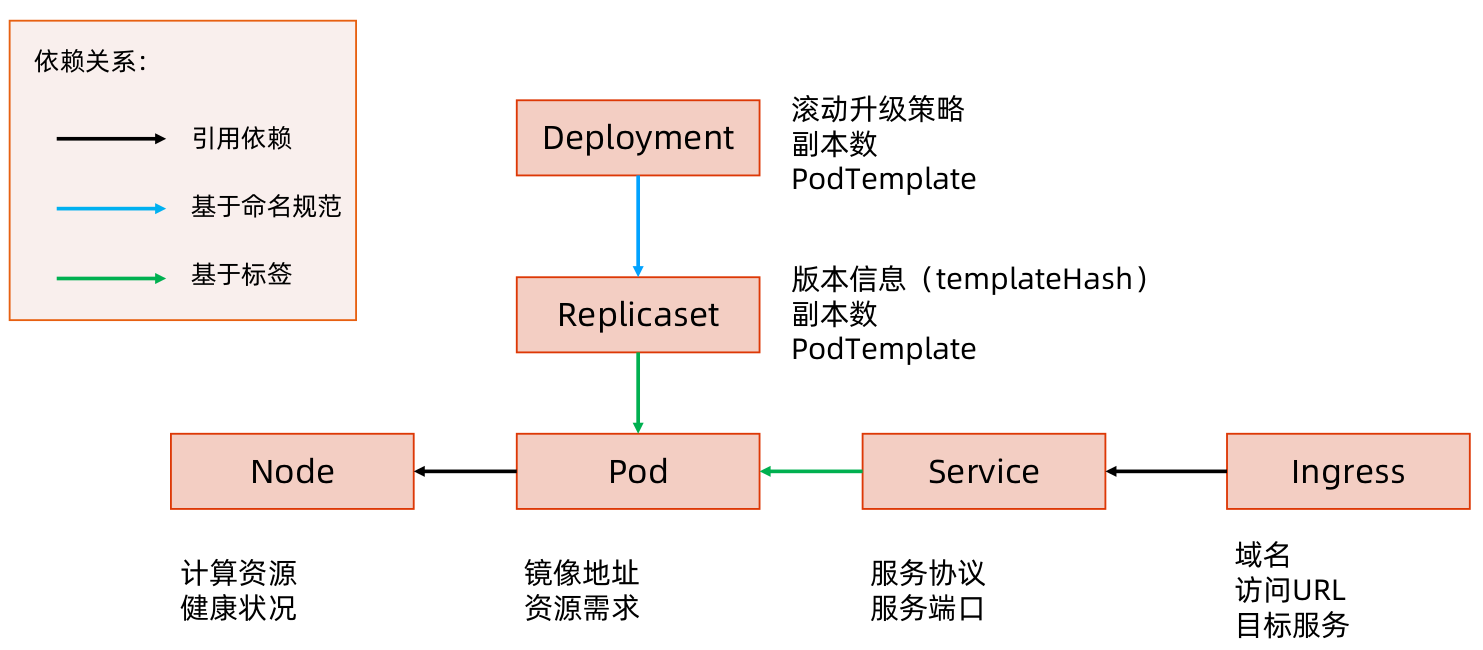 依赖关系：
引用依赖
基于命名规范
基于标签
Deployment
滚动升级策略
副本数
PodTemplate
Replicaset
版本信息（templateHash）
副本数
PodTemplate
Node
Pod
Service
Ingress
计算资源
健康状况
镜像地址
资源需求
服务协议
服务端口
域名
访问URL
目标服务